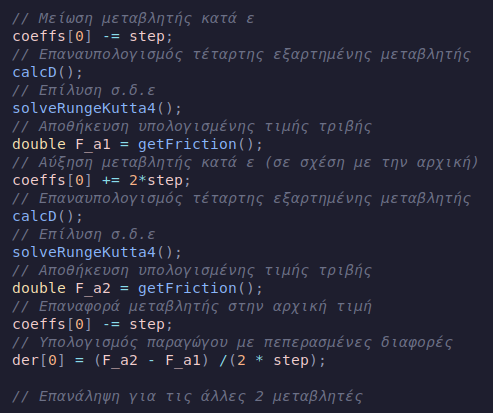 // Μείωση μεταβλητής κατά ε
coeffs[0] -= step;
// Επαναυπολογισμός τέταρτης εξαρτημένης μεταβλητής
calcD();
// Επίλυση σ.δ.ε
solveRungeKutta4();
// Αποθήκευση υπολογισμένης τιμής τριβής
double F_a1 = getFriction();
// Αύξηση μεταβλητής κατά ε (σε σχέση με την αρχική)
coeffs[0] += 2*step;
// Επαναυπολογισμός τέταρτης εξαρτημένης μεταβλητής
calcD();
// Επίλυση σ.δ.ε
solveRungeKutta4();
// Αποθήκευση υπολογισμένης τιμής τριβής
double F_a2 = getFriction();
// Επαναφορά μεταβλητής στην αρχική τιμή
coeffs[0] -= step;
// Υπολογισμός παραγώγου με πεπερασμένες διαφορές
der[0] = (F_a2 - F_a1) /(2 * step);
// Επανάληψη για τις άλλες 2 μεταβλητές